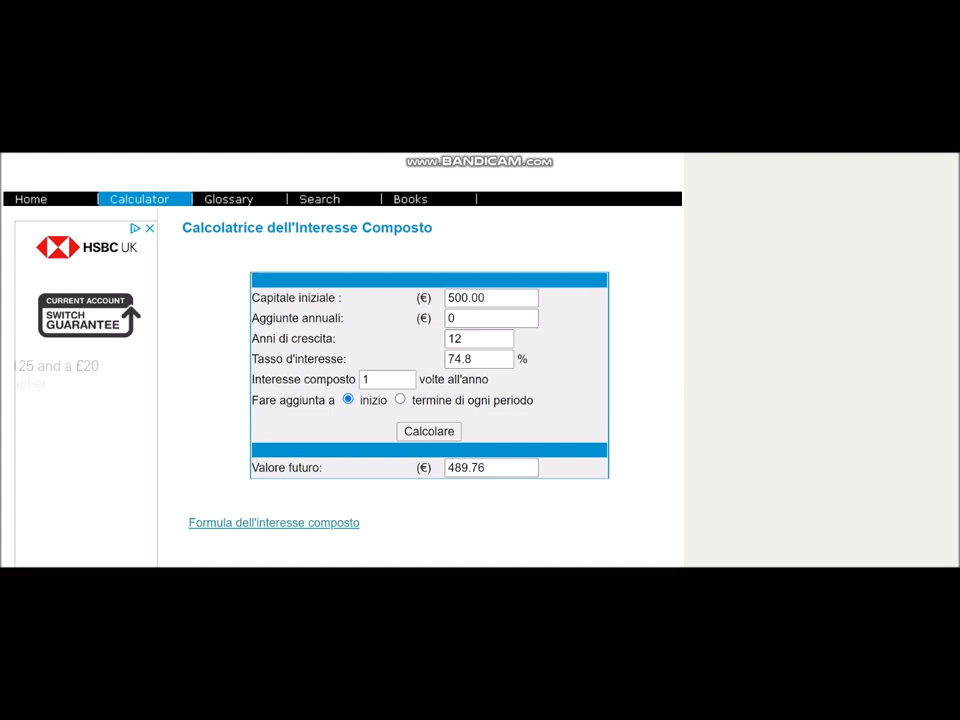 www.BANDICAM.com
Home | Calculator | Glossary | Search | Books |
Calcolatrice dell'Interesse Composto
HSBC UK
CURRENT ACCOUNT
SWITCH
GUARANTEE
125 and a £20
ucher
Capitale iniziale : (€) 500.00
Aggiunte annuali: (€) 0
Anni di crescita: 12
Tasso d'interesse: 74.8 %
Interesse composto 1 volte all'anno
Fare aggiunta a inizio termine di ogni periodo
Calcolare
Valore futuro: (€) 489.76
Formula dell'interesse composto